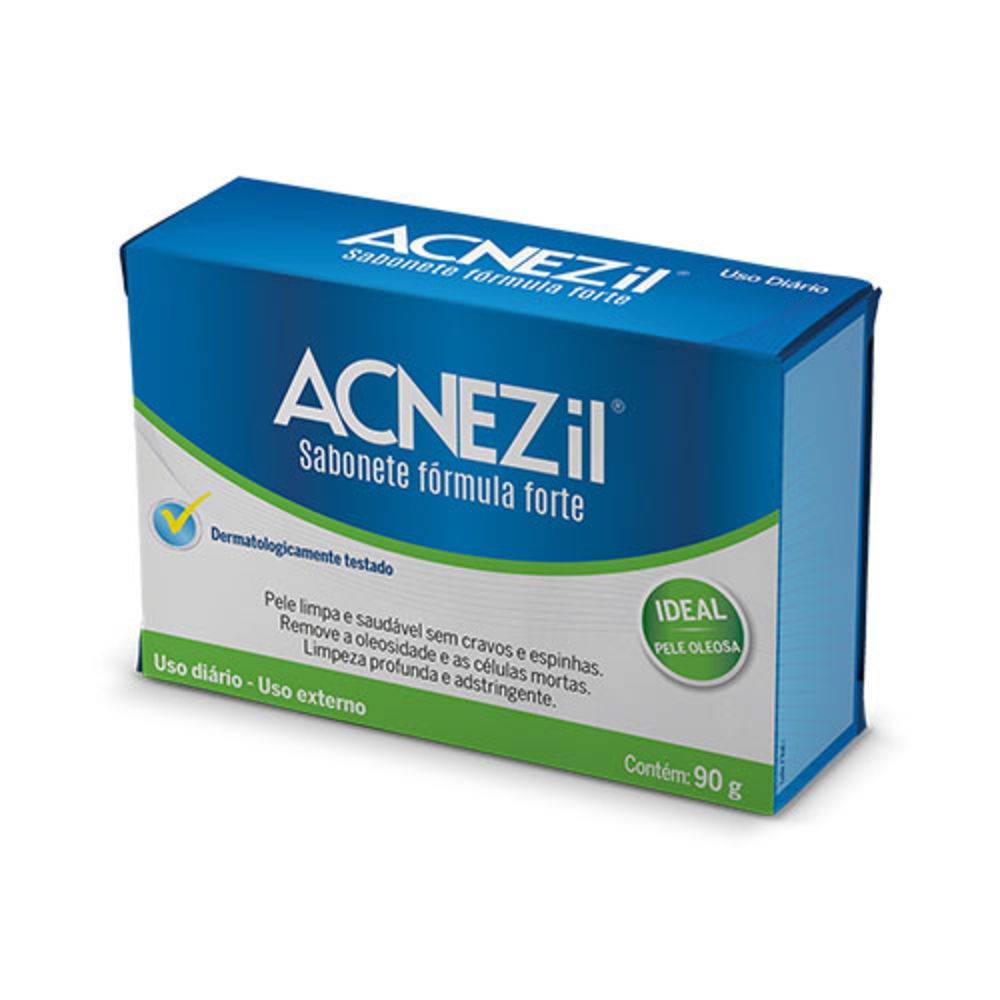 ACNEZil
Sabonete fórmula forte
Uso Diário
ACNEZil®
Sabonete fórmula forte
Dermatologicamente testado
Pele limpa e saudável sem cravos e espinhas.
Remove a oleosidade e as células mortas.
Limpeza profunda e adstringente.
IDEAL
PELE OLEOSA
Uso diário - Uso externo
Contém: 90 g